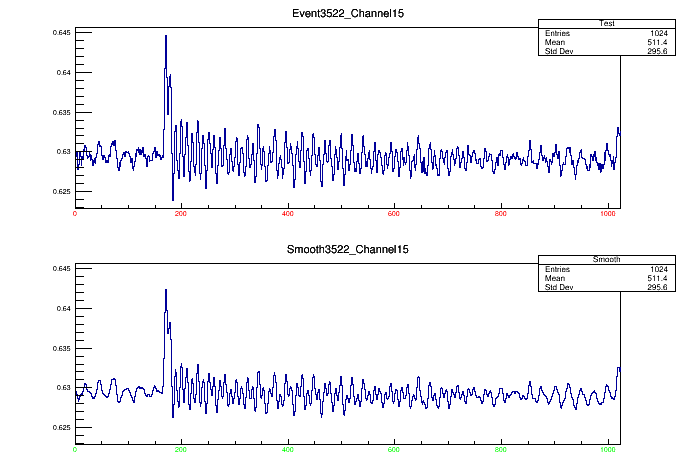 Event3522_Channel15
Test
Entries 1024
Mean 511.4
Std Dev 295.6
0.645
0.64
0.635
0.63
0.625
0 200 400 600 800 1000
Smooth3522_Channel15
Smooth
Entries 1024
Mean 511.4
Std Dev 295.6
0.645
0.64
0.635
0.63
0.625
0 200 400 600 800 1000